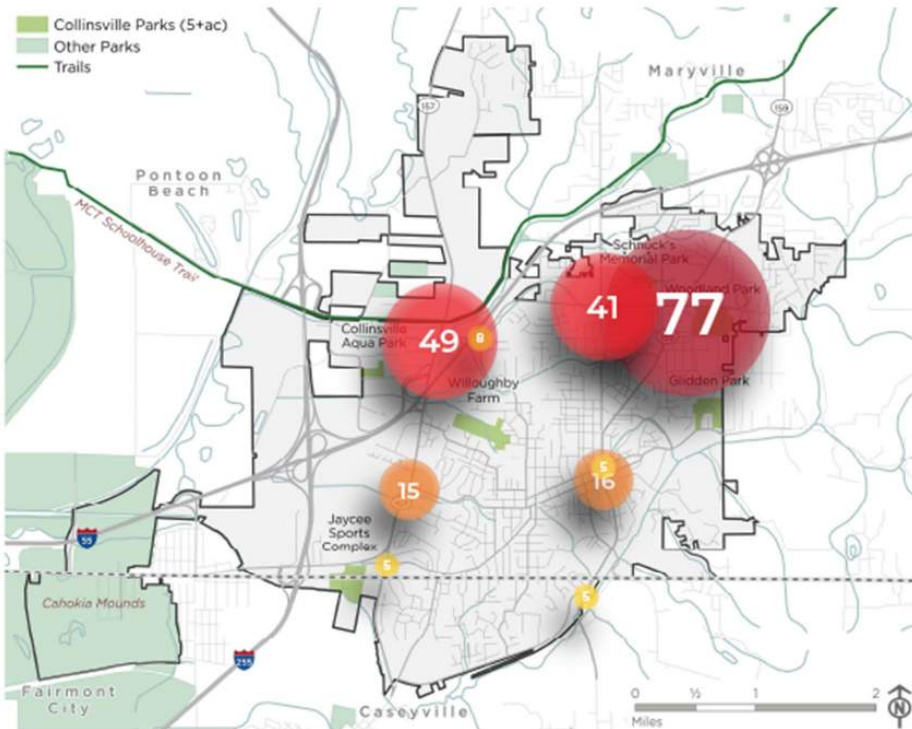 Collinsville Parks (5+ac)
Other Parks
Trails
Maryville
157
159
Pontoon
Beach
MCT Schoolhouse Trail
Schnuck's
Memorial Park
Woodland Park
41
77
49
8
Collinsville
Aqua Park
Willoughby
Farm
Glidden Park
5
16
15
Jaycee
Sports
Complex
55
5
5
Cahokia Mounds
255
Fairmont
City
Caseyville
0 ½ 1 2
Miles
N